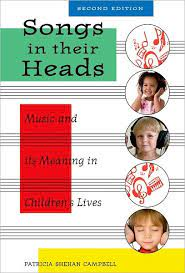 SECOND EDITION
Songs
in their
Heads
Music and
its Meaning in
Children's Lives
PATRICIA SHEHAN CAMPBELL